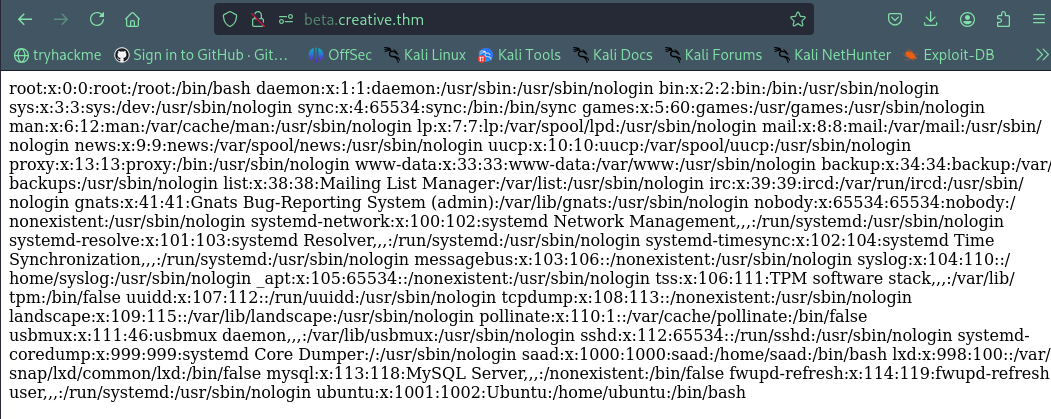 beta.creative.thm
tryhackme Sign in to GitHub · Git… OffSec Kali Linux Kali Tools Kali Docs Kali Forums Kali NetHunter Exploit-DB
root:x:0:0:root:/root:/bin/bash daemon:x:1:1:daemon:/usr/sbin:/usr/sbin/nologin bin:x:2:2:bin:/bin:/usr/sbin/nologin
sys:x:3:3:sys:/dev:/usr/sbin/nologin sync:x:4:65534:sync:/bin:/bin/sync games:x:5:60:games:/usr/games:/usr/sbin/nologin
man:x:6:12:man:/var/cache/man:/usr/sbin/nologin lp:x:7:7:lp:/var/spool/lpd:/usr/sbin/nologin mail:x:8:8:mail:/var/mail:/usr/sbin/
nologin news:x:9:9:news:/var/spool/news:/usr/sbin/nologin uucp:x:10:10:uucp:/var/spool/uucp:/usr/sbin/nologin
proxy:x:13:13:proxy:/bin:/usr/sbin/nologin www-data:x:33:33:www-data:/var/www:/usr/sbin/nologin backup:x:34:34:backup:/var/
backups:/usr/sbin/nologin list:x:38:38:Mailing List Manager:/var/list:/usr/sbin/nologin irc:x:39:39:ircd:/var/run/ircd:/usr/sbin/
nologin gnats:x:41:41:Gnats Bug-Reporting System (admin):/var/lib/gnats:/usr/sbin/nologin nobody:x:65534:65534:nobody:/
nonexistent:/usr/sbin/nologin systemd-network:x:100:102:systemd Network Management,,,:/run/systemd:/usr/sbin/nologin
systemd-resolve:x:101:103:systemd Resolver,,,:/run/systemd:/usr/sbin/nologin systemd-timesync:x:102:104:systemd Time
Synchronization,,,:/run/systemd:/usr/sbin/nologin messagebus:x:103:106::/nonexistent:/usr/sbin/nologin syslog:x:104:110::/
home/syslog:/usr/sbin/nologin _apt:x:105:65534::/nonexistent:/usr/sbin/nologin tss:x:106:111:TPM software stack,,,:/var/lib/
tpm:/bin/false uuidd:x:107:112::/run/uuidd:/usr/sbin/nologin tcpdump:x:108:113::/nonexistent:/usr/sbin/nologin
landscape:x:109:115::/var/lib/landscape:/usr/sbin/nologin pollinate:x:110:1::/var/cache/pollinate:/bin/false
usbmux:x:111:46:usbmux daemon,,,:/var/lib/usbmux:/usr/sbin/nologin sshd:x:112:65534::/run/sshd:/usr/sbin/nologin systemd-
coredump:x:999:999:systemd Core Dumper:/:/usr/sbin/nologin saad:x:1000:1000:saad:/home/saad:/bin/bash lxd:x:998:100::/var/
snap/lxd/common/lxd:/bin/false mysql:x:113:118:MySQL Server,,,:/nonexistent:/bin/false fwupd-refresh:x:114:119:fwupd-refresh
user,,,:/run/systemd:/usr/sbin/nologin ubuntu:x:1001:1002:Ubuntu:/home/ubuntu:/bin/bash